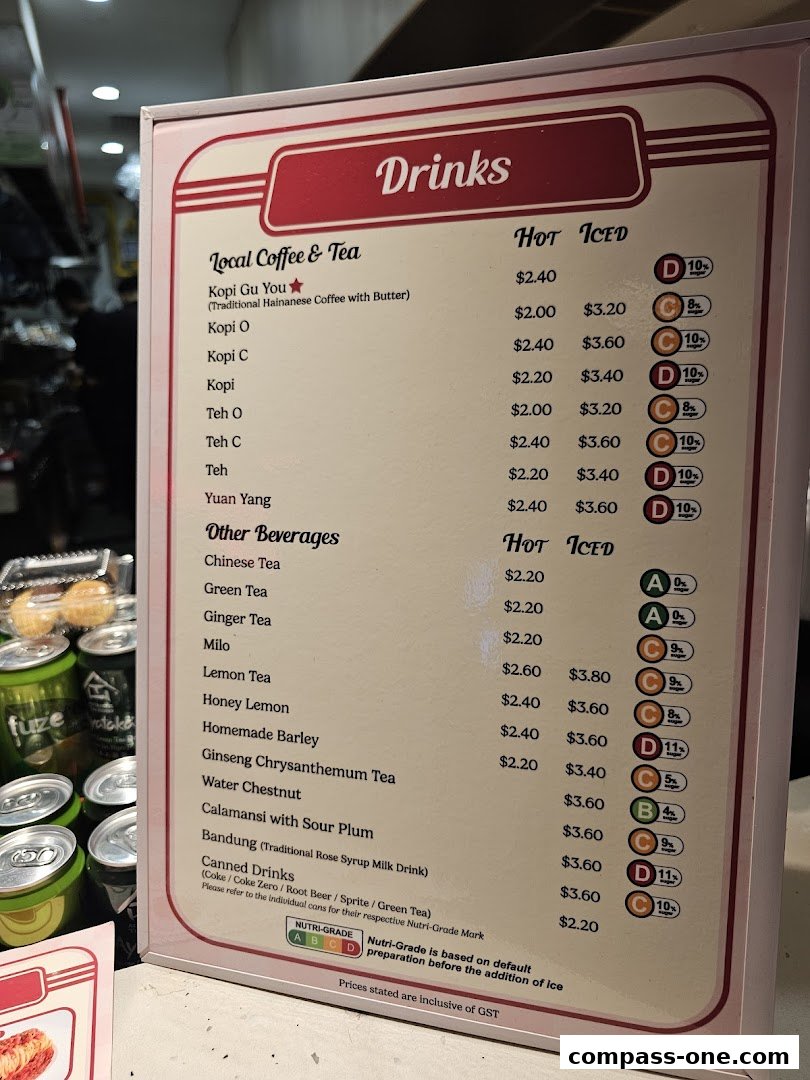 Drinks
Local Coffee & Tea HOT ICED
Kopi Gu You $2.40 D 10% sugar
(Traditional Hainanese Coffee with Butter)
Kopi O $2.00 $3.20 C 8% sugar
Kopi C $2.40 $3.60 C 10% sugar
Kopi $2.20 $3.40 D 10% sugar
Teh O $2.00 $3.20 C 8% sugar
Teh C $2.40 $3.60 C 10% sugar
Teh $2.20 $3.40 D 10% sugar
Yuan Yang $2.40 $3.60 D 10% sugar
Other Beverages HOT ICED
Chinese Tea $2.20 A 0% sugar
Green Tea $2.20 A 0% sugar
Ginger Tea $2.20 C 9% sugar
Milo $2.60 $3.80 C 9% sugar
Lemon Tea $2.40 $3.60 C 8% sugar
Honey Lemon $2.40 $3.60 D 11% sugar
Homemade Barley $2.20 $3.40 C 5% sugar
Ginseng Chrysanthemum Tea $3.60 B 4% sugar
Water Chestnut $3.60 C 9% sugar
Calamansi with Sour Plum $3.60 D 11% sugar
Bandung (Traditional Rose Syrup Milk Drink) $3.60 C 10% sugar
Canned Drinks $2.20
(Coke / Coke Zero / Root Beer / Sprite / Green Tea)
Please refer to the individual cans for their respective Nutri-Grade Mark
NUTRI-GRADE
A B C D
Nutri-Grade is based on default
preparation before the addition of ice
Prices stated are inclusive of GST
fuze
compass-one.com